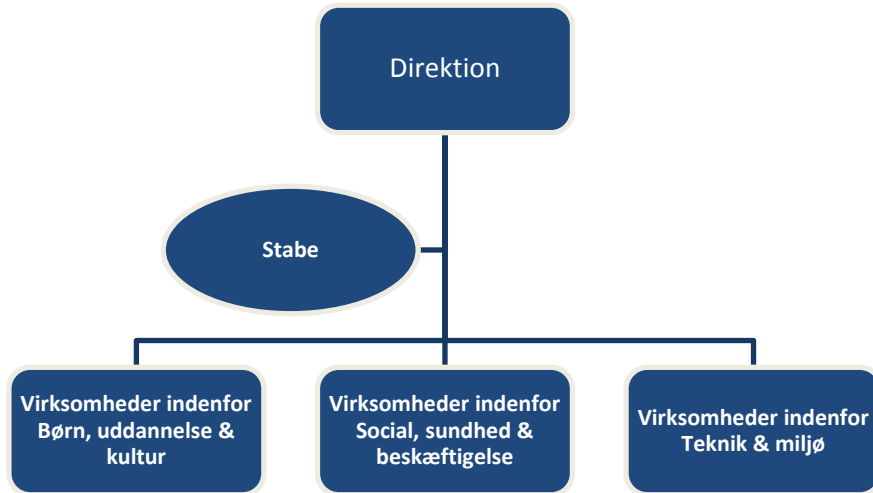 Direktion
Stabe
Virksomheder indenfor
Børn, uddannelse &
kultur
Virksomheder indenfor
Social, sundhed &
beskæftigelse
Virksomheder indenfor
Teknik & miljø